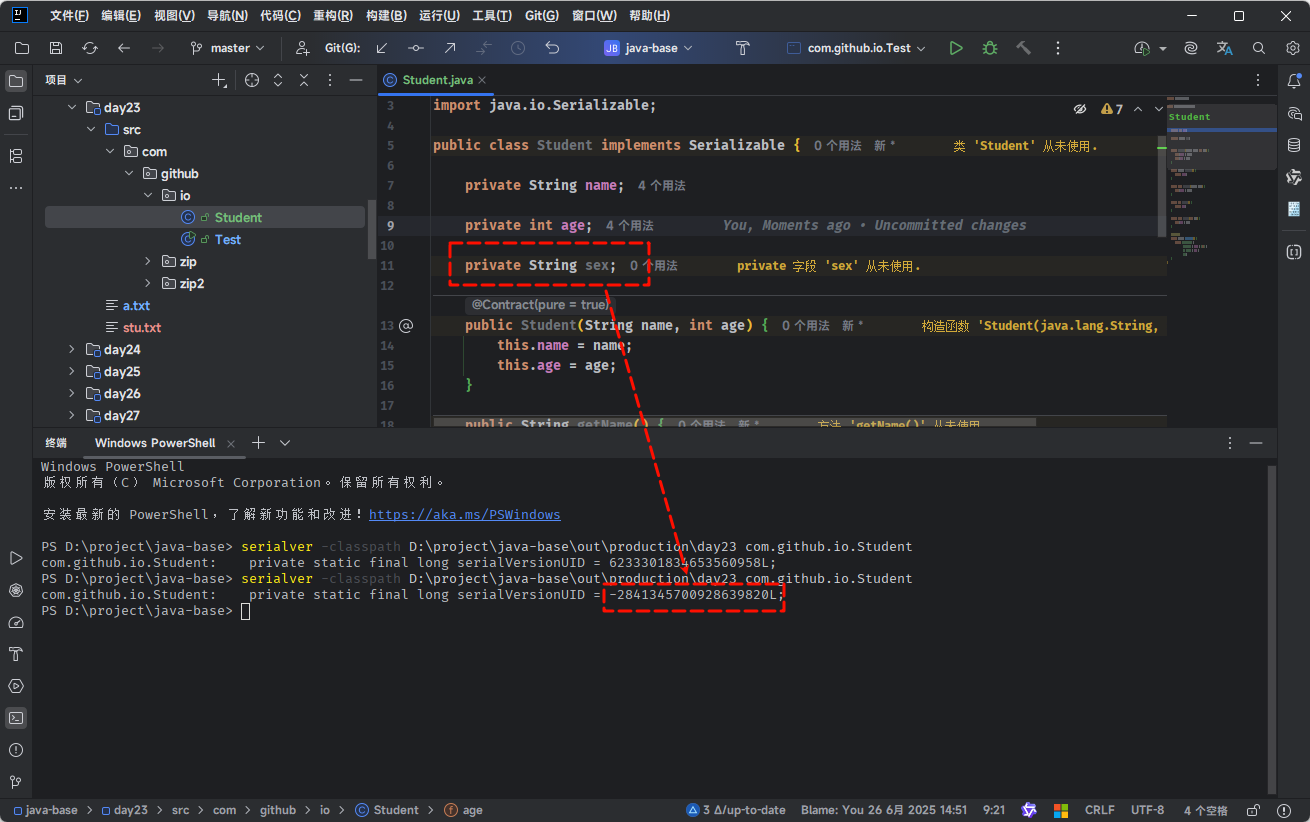 文件(F) 编辑(E) 视图(V) 导航(N) 代码(C) 重构(R) 构建(B) 运行(U) 工具(T) Git(G) 窗口(W) 帮助(H)
master Git(G): JB java-base com.github.io.Test
项目
day23
src
com
github
io
Student
Test
zip
zip2
a.txt
stu.txt
day24
day25
day26
day27
Student.java
7
3 import java.io.Serializable;
4
5 public class Student implements Serializable { 0 个用法 新 * 类 'Student' 从未使用.
6
7 private String name; 4 个用法
8
9 private int age; 4 个用法 You, Moments ago • Uncommitted changes
10
11 private String sex; 0 个用法 private 字段 'sex' 从未使用.
12
@Contract(pure = true)
13 public Student(String name, int age) { 0 个用法 新 * 构造函数 'Student(java.lang.String,
14 this.name = name;
15 this.age = age;
16 }
17
18 public String getName() { 0 个用法 新 * 方法 'getName()' 从未使用
Student
终端 Windows PowerShell
Windows PowerShell
版权所有（C） Microsoft Corporation。保留所有权利。
安装最新的 PowerShell，了解新功能和改进！https://aka.ms/PSWindows
PS D:\project\java-base> serialver -classpath D:\project\java-base\out\production\day23 com.github.io.Student
com.github.io.Student:    private static final long serialVersionUID = 6233301834653560958L;
PS D:\project\java-base> serialver -classpath D:\project\java-base\out\production\day23 com.github.io.Student
com.github.io.Student:    private static final long serialVersionUID = -2841345700928639820L;
PS D:\project\java-base>
java-base > day23 > src > com > github > io > Student > age 3 Δ/up-to-date Blame: You 26 6月 2025 14:51 9:21 CRLF UTF-8 4 个空格